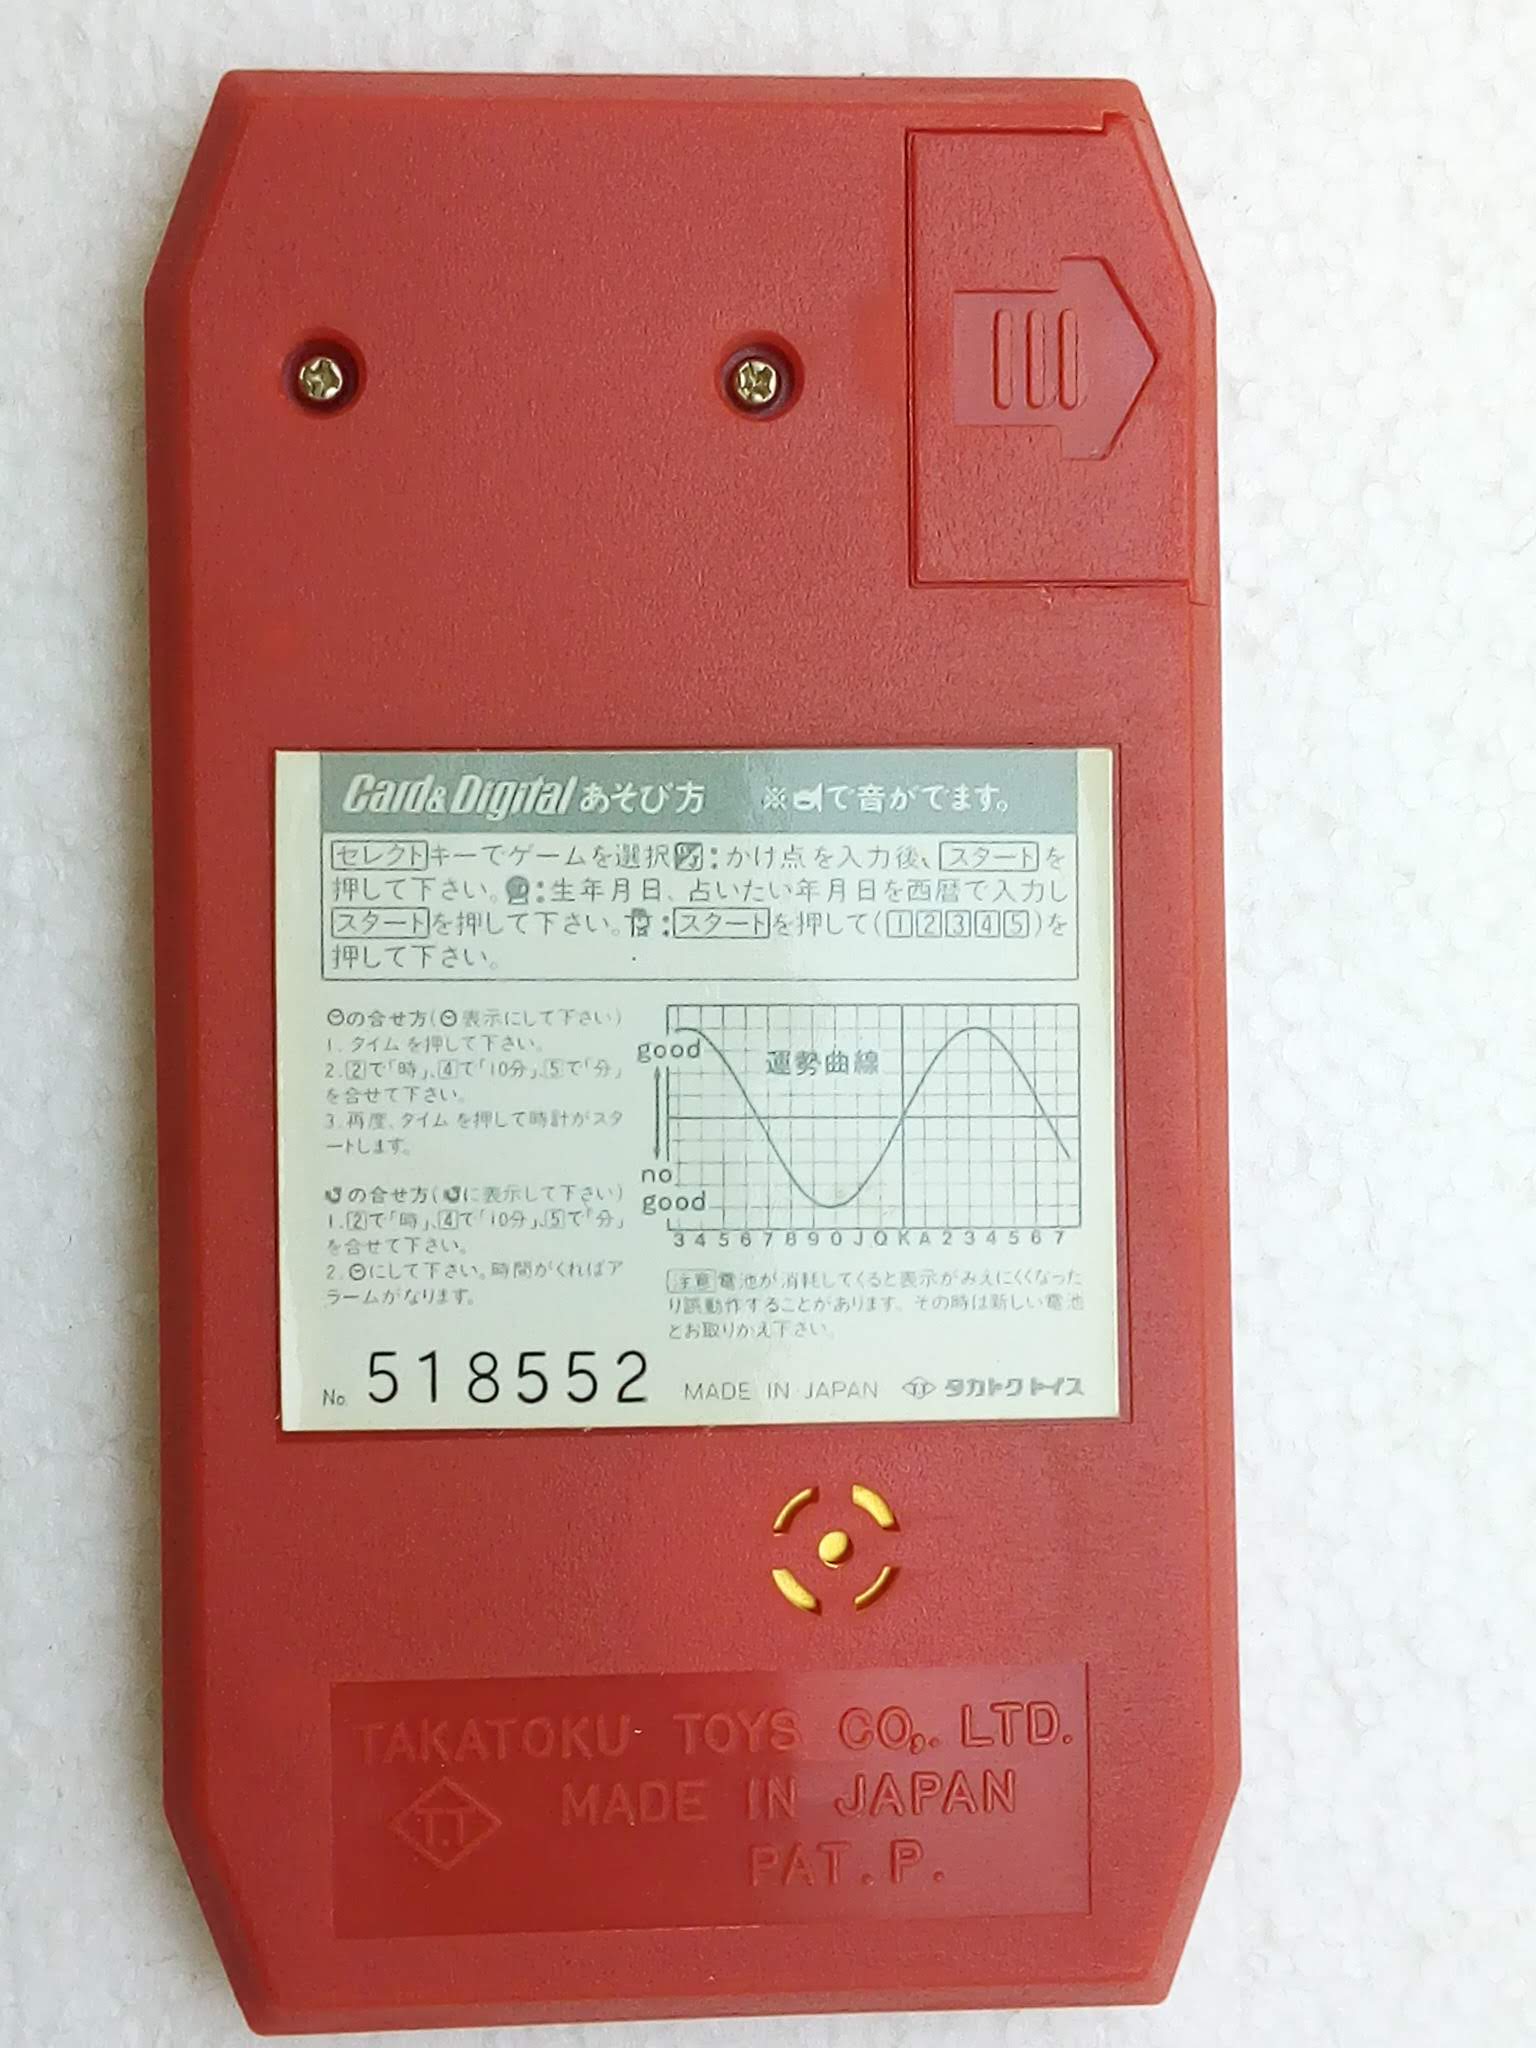 Card & Digital あそび方 ※で音がでます。
セレクトキーでゲームを選択:かけ点を入力後、スタートを
押して下さい。:生年月日、占いたい年月日を西暦で入力し
スタートを押して下さい。:スタートを押して(12345)を
押して下さい。
の合せ方(表示にして下さい)
1. タイム を押して下さい。
2. 2で「時」、4で「10分」、5で「分」
を合せて下さい。
3. 再度、タイム を押して時計がスタ
ートします。
の合せ方(に表示して下さい)
1. 2で「時」、4で「10分」、5で「分」
を合せて下さい。
2. にして下さい。時間がくればア
ラームがなります。
good
運勢曲線
no
good
3 4 5 6 7 8 9 0 J Q K A 2 3 4 5 6 7
注意 電池が消耗してくると表示がみえにくくなった
り誤動作することがあります。その時は新しい電池
とお取りかえ下さい。
No. 518552 MADE IN JAPAN T.T タカトクトイス
TAKATOKU TOYS CO,. LTD.
T.T MADE IN JAPAN
PAT. P.